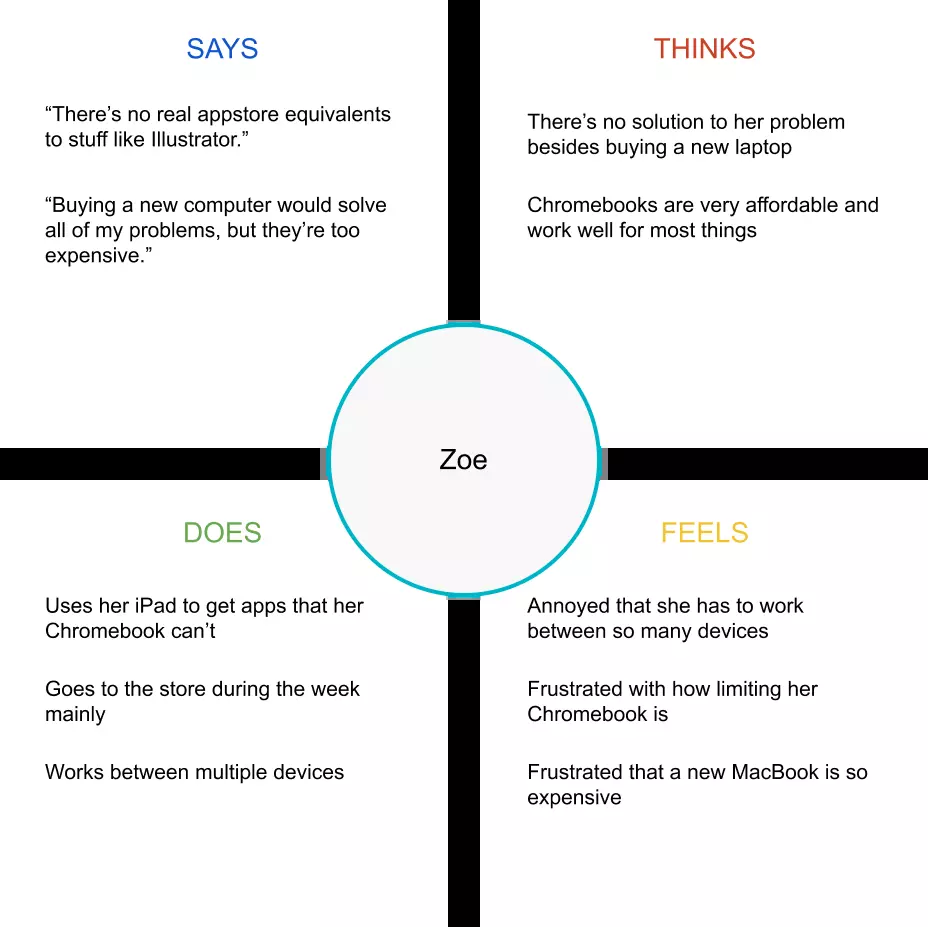 SAYS
“There’s no real appstore equivalents
to stuff like Illustrator.”
“Buying a new computer would solve
all of my problems, but they’re too
expensive.”
THINKS
There’s no solution to her problem
besides buying a new laptop
Chromebooks are very affordable and
work well for most things
Zoe
DOES
Uses her iPad to get apps that her
Chromebook can’t
Goes to the store during the week
mainly
Works between multiple devices
FEELS
Annoyed that she has to work
between so many devices
Frustrated with how limiting her
Chromebook is
Frustrated that a new MacBook is so
expensive